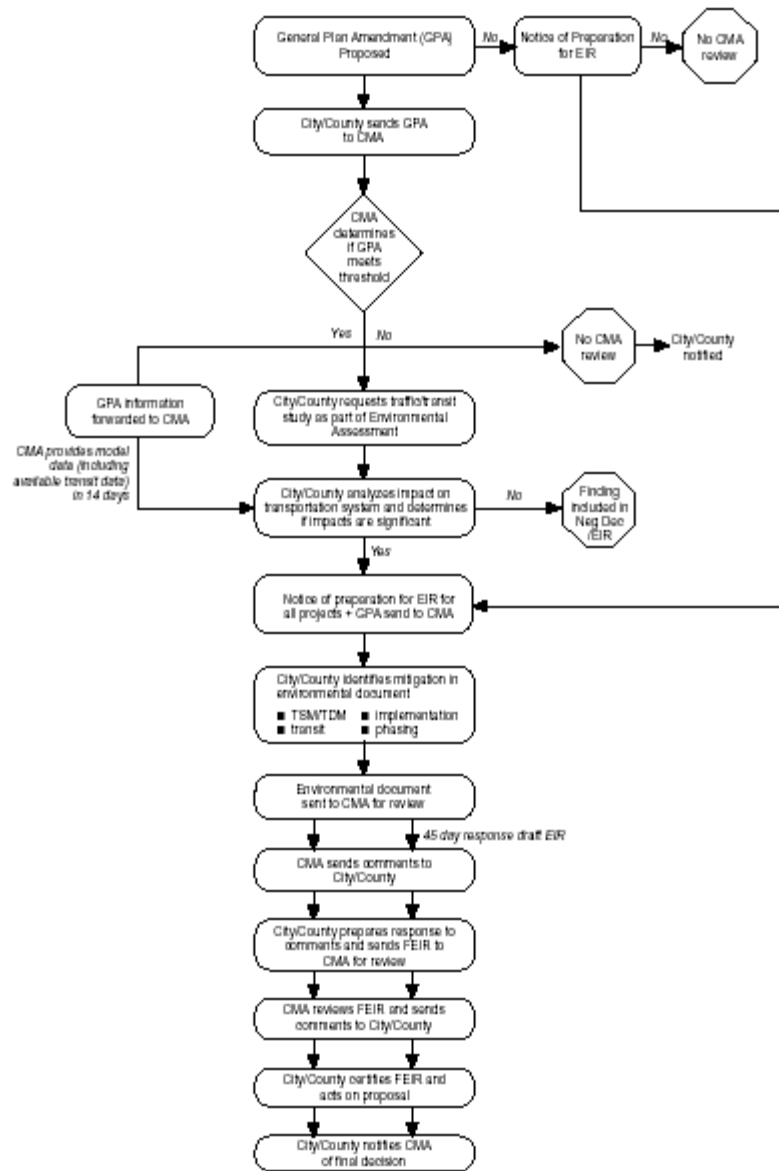 General Plan Amendment (GPA)
Proposed
No
Notice of Preparation
for EIR
No
No CMA
review
City/County sends GPA
to CMA
CMA
determines
if GPA
meets
threshold
Yes
No
No CMA
review
City/County
notified
GPA information
forwarded to CMA
City/County requests traffic/transit
study as part of Environmental
Assessment
CMA provides model
data (including
available transit data)
in 14 days
City/County analyzes impact on
transportation system and determines
if impacts are significant
No
Finding
included in
Neg Dec
/EIR
Yes
Notice of preparation for EIR for
all projects + GPA send to CMA
City/County identifies mitigation in
environmental document
■ TSM/TDM ■ implementation
■ transit ■ phasing
Environmental document
sent to CMA for review
45 day response draft EIR
CMA sends comments to
City/County
City/County prepares response to
comments and sends FEIR to
CMA for review
CMA reviews FEIR and sends
comments to City/County
City/County certifies FEIR and
acts on proposal
City/County notifies CMA
of final decision